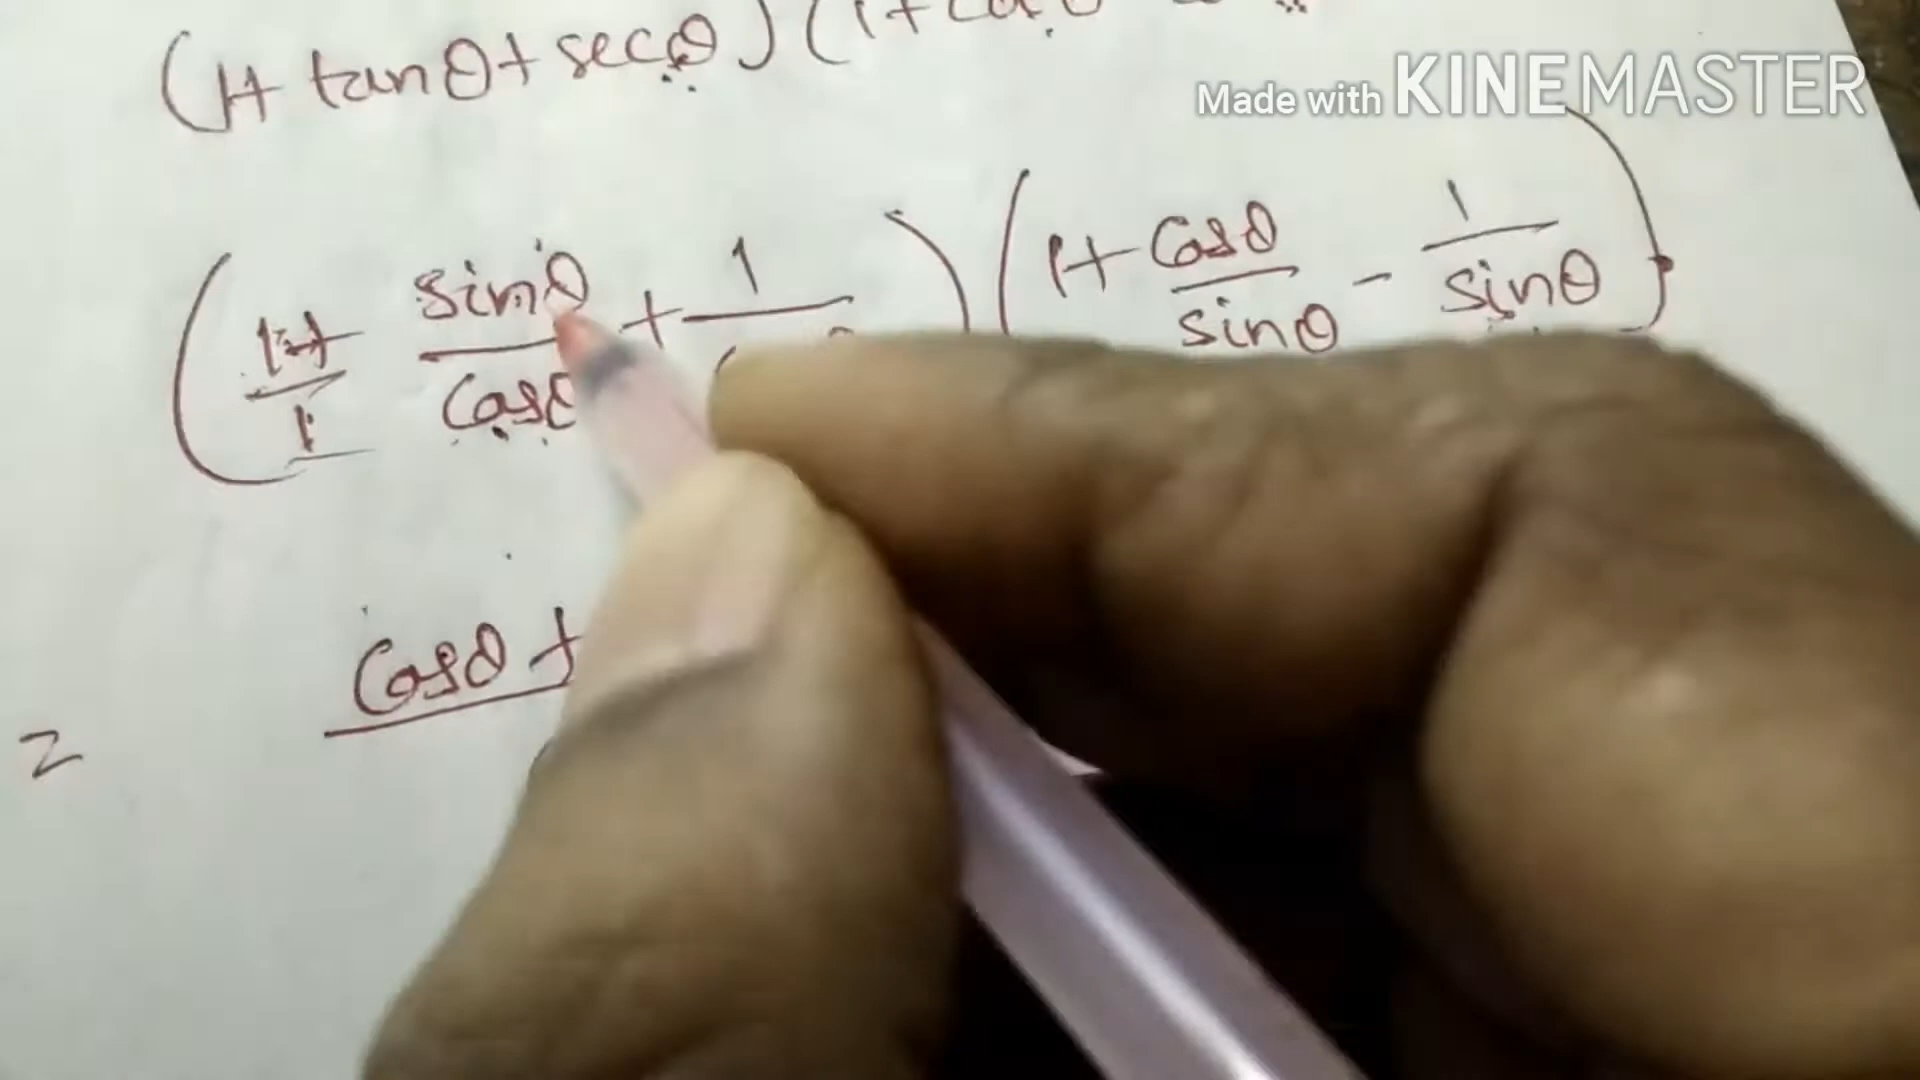 (1+ tanθ + secθ) (1+
Made with KINEMASTER
(1+/1 sinθ/cosθ + 1/ ) (1+ cosθ/sinθ - 1/sinθ)
= cosθ +